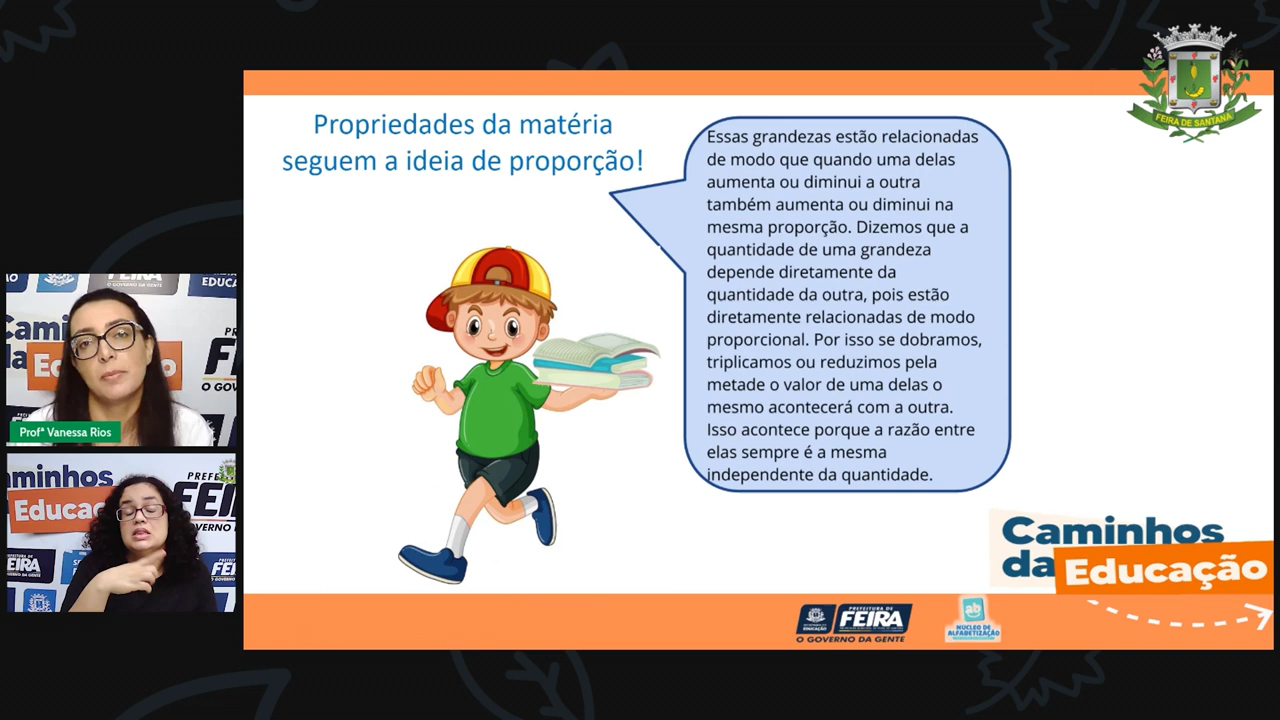 FEIRA DE SANTANA
Propriedades da matéria
seguem a ideia de proporção!
Essas grandezas estão relacionadas
de modo que quando uma delas
aumenta ou diminui a outra
também aumenta ou diminui na
mesma proporção. Dizemos que a
quantidade de uma grandeza
depende diretamente da
quantidade da outra, pois estão
diretamente relacionadas de modo
proporcional. Por isso se dobramos,
triplicamos ou reduzimos pela
metade o valor de uma delas o
mesmo acontecerá com a outra.
Isso acontece porque a razão entre
elas sempre é a mesma
independente da quantidade.
Profª Vanessa Rios
Caminhos
da Educação
PREFEITURA DE
FEIRA
O GOVERNO DA GENTE
EDUCAÇÃO
ab
NÚCLEO DE
ALFABETIZAÇÃO